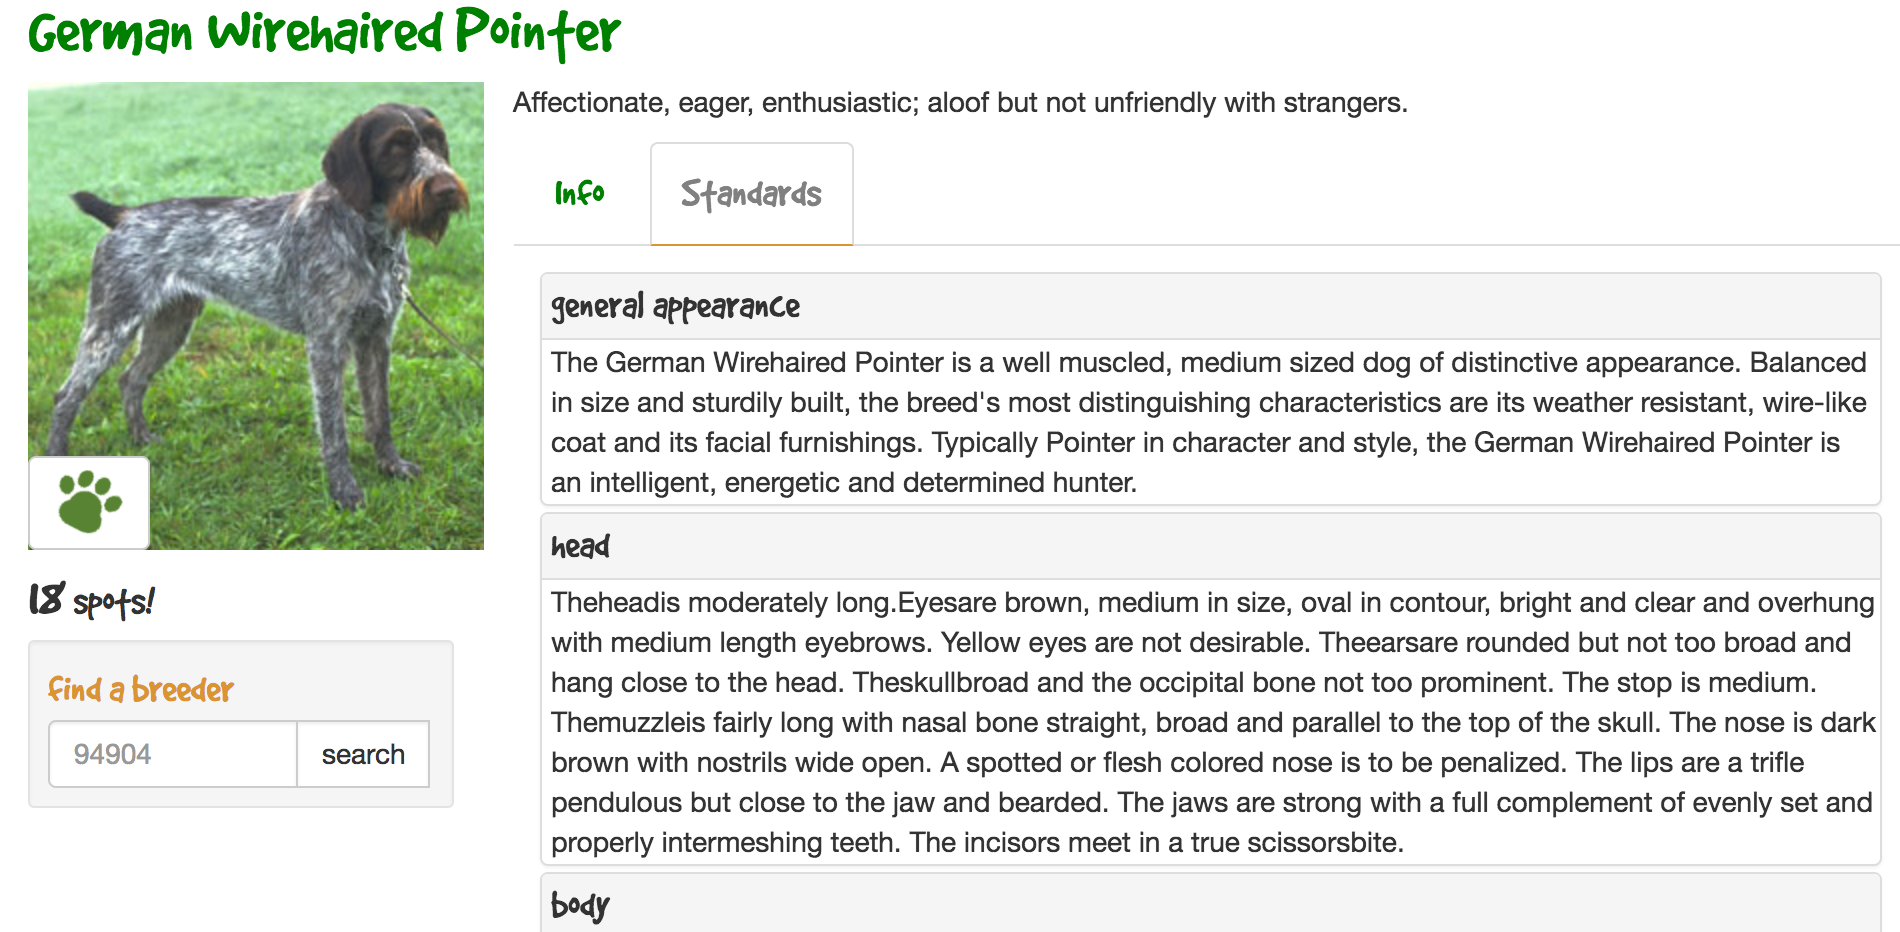 German Wirehaired Pointer
Affectionate, eager, enthusiastic; aloof but not unfriendly with strangers.
Info
Standards
general appearance
The German Wirehaired Pointer is a well muscled, medium sized dog of distinctive appearance. Balanced
in size and sturdily built, the breed's most distinguishing characteristics are its weather resistant, wire-like
coat and its facial furnishings. Typically Pointer in character and style, the German Wirehaired Pointer is
an intelligent, energetic and determined hunter.
head
Theheadis moderately long.Eyesare brown, medium in size, oval in contour, bright and clear and overhung
with medium length eyebrows. Yellow eyes are not desirable. Theearsare rounded but not too broad and
hang close to the head. Theskullbroad and the occipital bone not too prominent. The stop is medium.
Themuzzleis fairly long with nasal bone straight, broad and parallel to the top of the skull. The nose is dark
brown with nostrils wide open. A spotted or flesh colored nose is to be penalized. The lips are a trifle
pendulous but close to the jaw and bearded. The jaws are strong with a full complement of evenly set and
properly intermeshing teeth. The incisors meet in a true scissorsbite.
body
18 spots!
find a breeder
94904
search